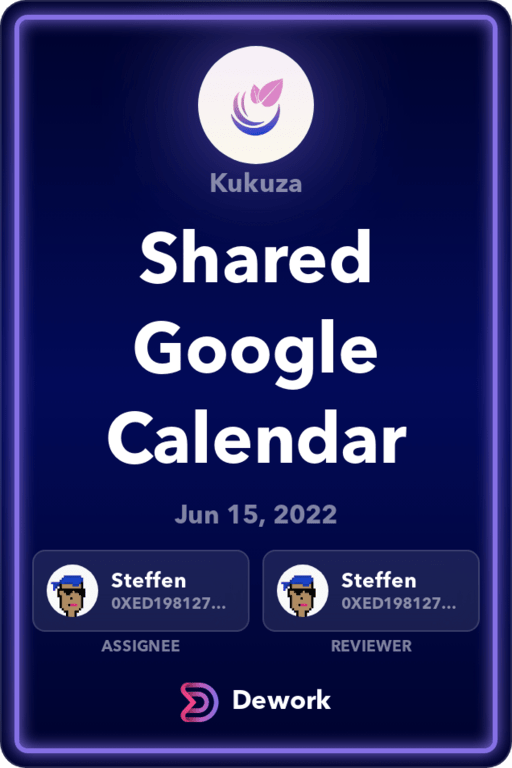 Kukuza
Shared
Google
Calendar
Jun 15, 2022
Steffen
0XED198127...
ASSIGNEE
Steffen
0XED198127...
REVIEWER
Dework